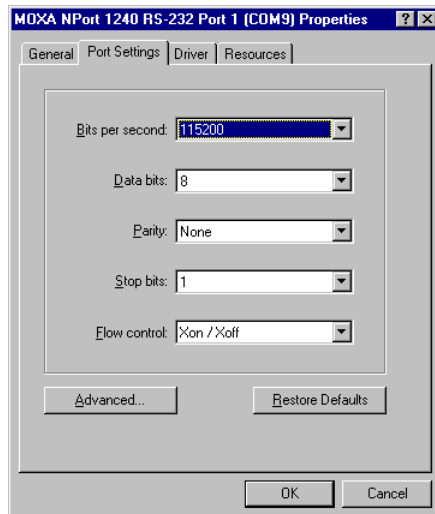 MOXA NPort 1240 RS-232 Port 1 (COM9) Properties
General Port Settings Driver Resources
Bits per second: 115200
Data bits: 8
Parity: None
Stop bits: 1
Flow control: Xon / Xoff
Advanced... Restore Defaults
OK Cancel